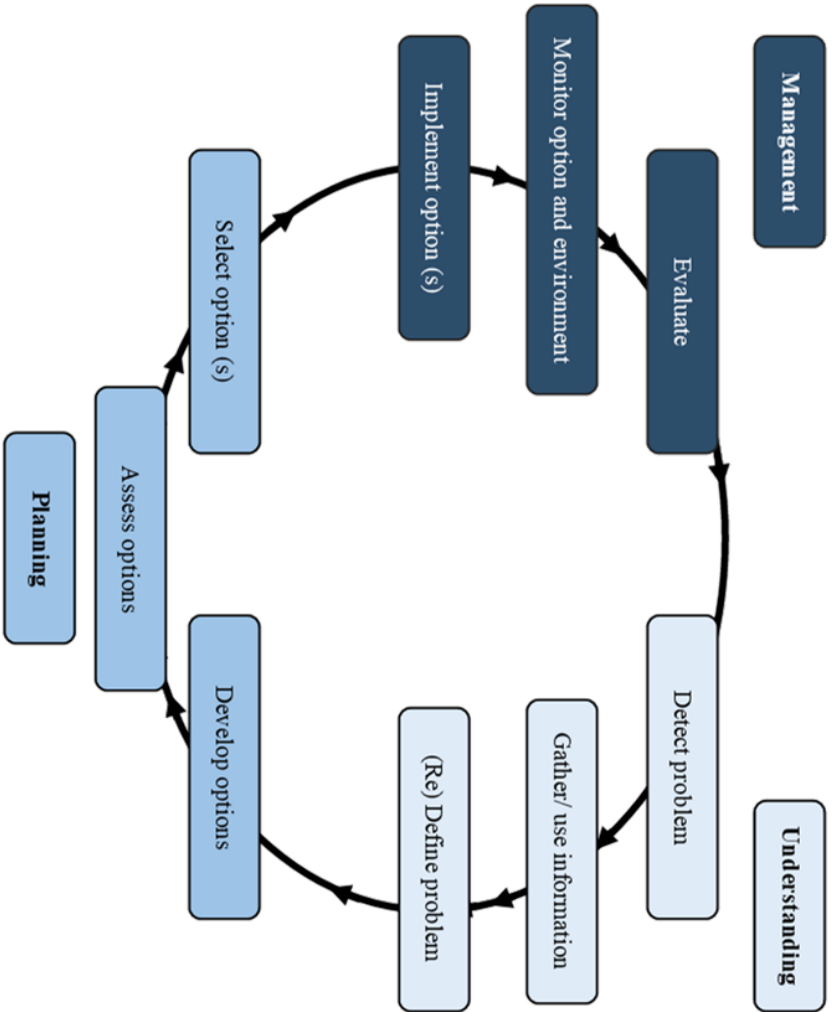 Management
Understanding
Evaluate
Detect problem
Monitor option and environment
Gather/ use information
Implement option (s)
(Re) Define problem
Select option (s)
Develop options
Assess options
Planning